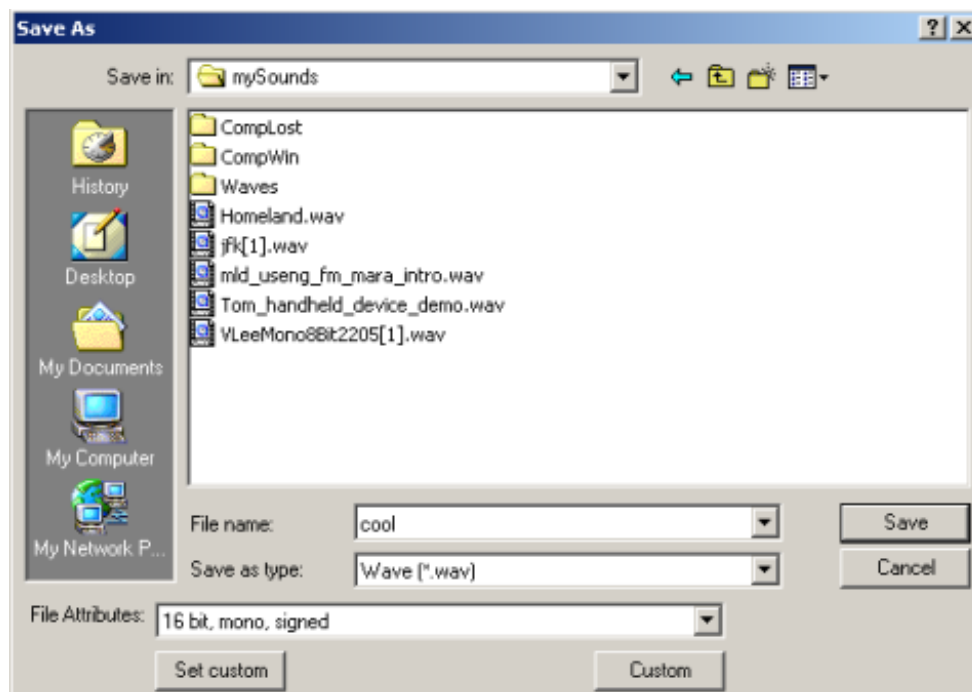 Save As
Save in: mySounds
History
Desktop
My Documents
My Computer
My Network P...
CompLost
CompWin
Waves
Homeland.wav
jfk[1].wav
mld_useng_fm_mara_intro.wav
Tom_handheld_device_demo.wav
VLeeMono8Bit2205[1].wav
File name: cool Save
Save as type: Wave (*.wav) Cancel
File Attributes: 16 bit, mono, signed
Set custom Custom